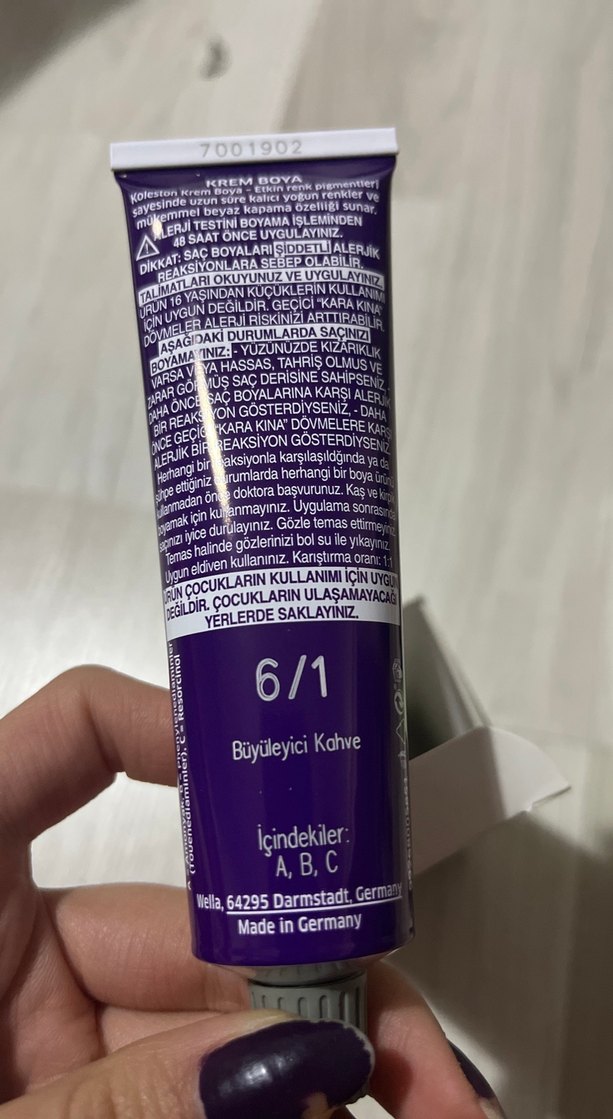 7001902
KREM BOYA
Koleston Krem Boya – Etkin renk pigmentleri
sayesinde uzun süre kalıcı yoğun renkler ve
mükemmel beyaz kapama özelliği sunar.
ALERJİ TESTİNİ BOYAMA İŞLEMİNDEN
48 SAAT ÖNCE UYGULAYINIZ.
DİKKAT: SAÇ BOYALARI ŞİDDETLİ ALERJİK
REAKSİYONLARA SEBEP OLABİLİR.
TALİMATLARI OKUYUNUZ VE UYGULAYINIZ.
ÜRÜN 16 YAŞINDAN KÜÇÜKLERİN KULLANIMI
İÇİN UYGUN DEĞİLDİR. GEÇİCİ "KARA KINA"
DÖVMELER ALERJİ RİSKİNİZİ ARTTIRABİLİR.
AŞAĞIDAKİ DURUMLARDA SAÇINIZI
BOYAMAYINIZ: - YÜZÜNÜZDE KIZARIKLIK
VARSA VEYA HASSAS, TAHRİŞ OLMUŞ VE
ZARAR GÖRMÜŞ SAÇ DERİSİNE SAHİPSENİZ, -
DAHA ÖNCE SAÇ BOYALARINA KARŞI ALERJİK
BİR REAKSİYON GÖSTERDİYSENİZ, - DAHA
ÖNCE GEÇİCİ "KARA KINA" DÖVMELERE KARŞI
ALERJİK BİR REAKSİYON GÖSTERDİYSENİZ
Herhangi bir reaksiyonla karşılaşıldığında ya da
şüphe ettiğiniz durumlarda herhangi bir boya ürünü
kullanmadan önce doktora başvurunuz. Kaş ve kirpik
boyamak için kullanmayınız. Uygulama sonrasında
saçınızı iyice durulayınız. Gözle temas ettirmeyiniz.
Temas halinde gözlerinizi bol su ile yıkayınız.
Uygun eldiven kullanınız. Karıştırma oranı: 1:1
ÜRÜN ÇOCUKLARIN KULLANIMI İÇİN UYGUN
DEĞİLDİR. ÇOCUKLARIN ULAŞAMAYACAĞI
YERLERDE SAKLAYINIZ.
6/1
Büyüleyici Kahve
İçindekiler:
A, B, C
Wella, 64295 Darmstadt, Germany
Made in Germany
(Toluenediaminler), C = Resorcinol